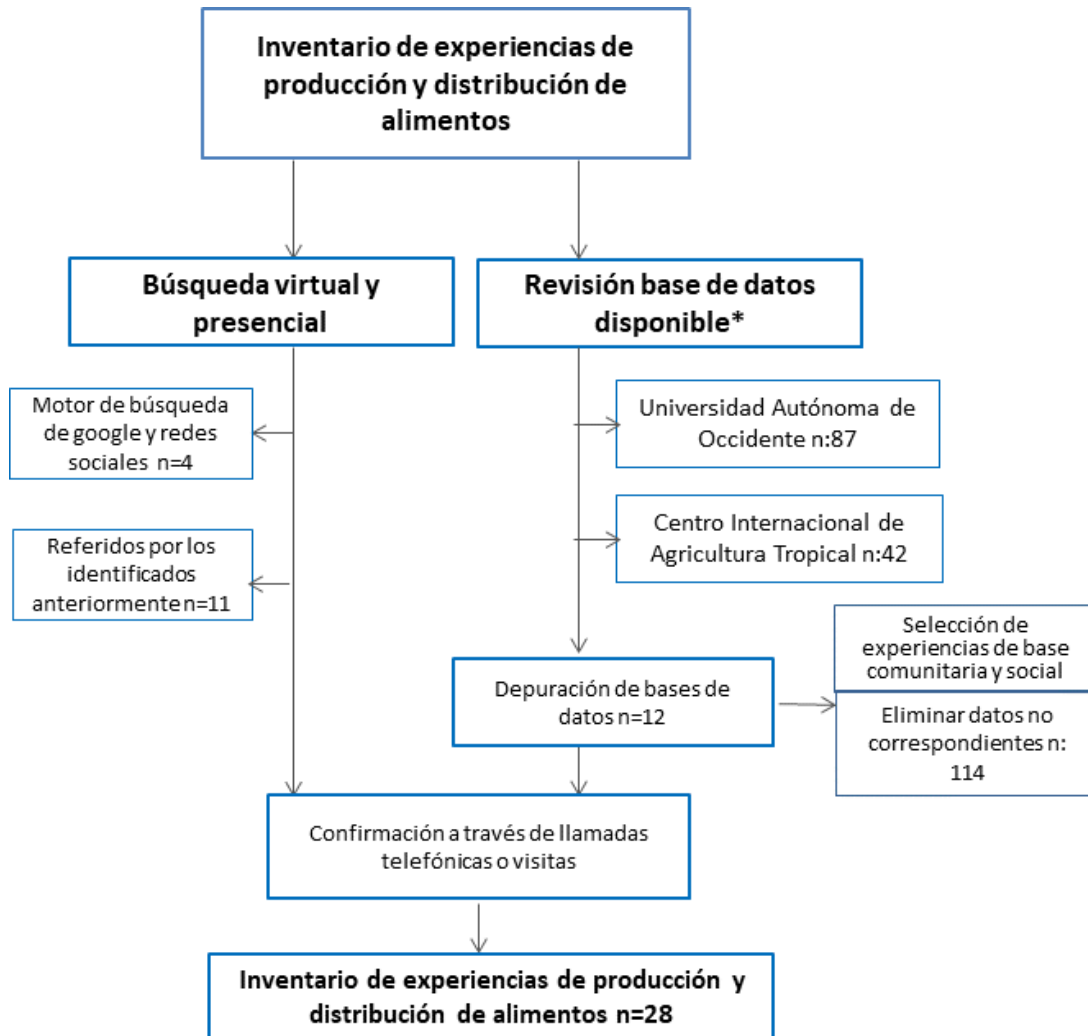 Inventario de experiencias de
producción y distribución de
alimentos
Búsqueda virtual y
presencial
Revisión base de datos
disponible*
Motor de búsqueda
de google y redes
sociales n=4
Universidad Autónoma de
Occidente n:87
Referidos por los
identificados
anteriormente n=11
Centro Internacional de
Agricultura Tropical n:42
Depuración de bases de
datos n=12
Selección de
experiencias de base
comunitaria y social
Eliminar datos no
correspondientes n:
114
Confirmación a través de llamadas
telefónicas o visitas
Inventario de experiencias de producción y
distribución de alimentos n=28